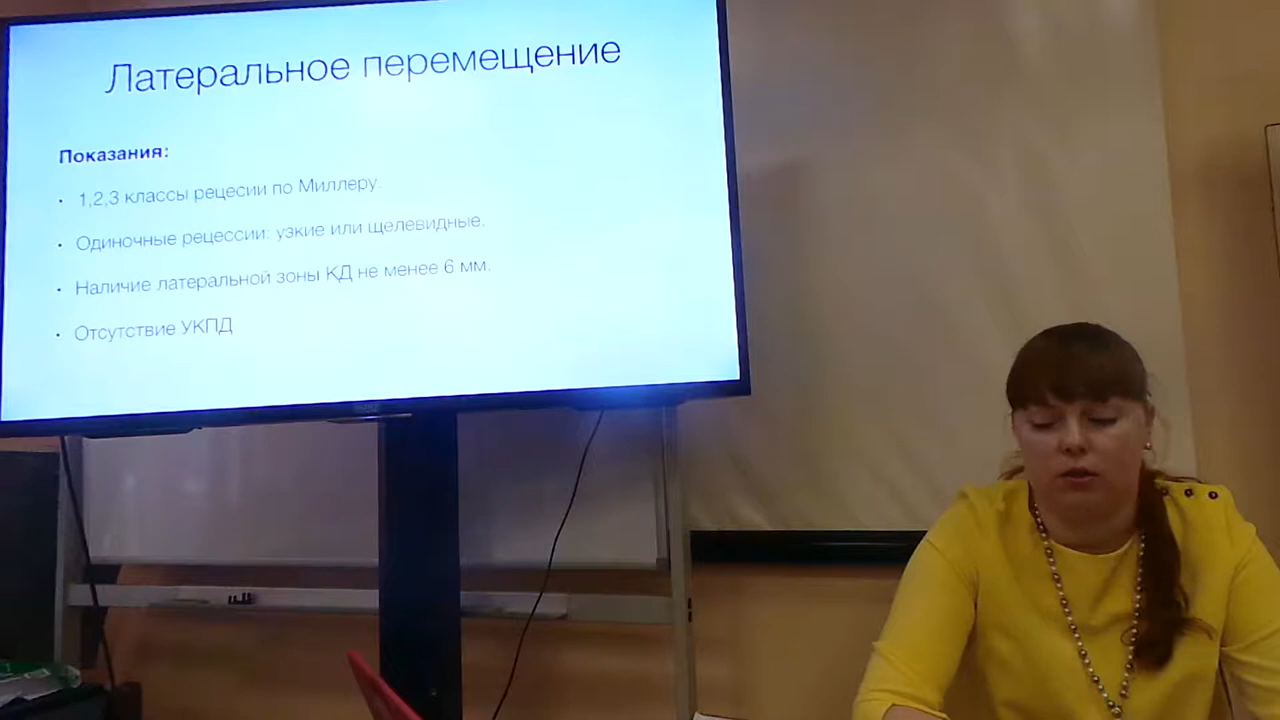 Латеральное перемещение
Показания:
• 1,2,3 классы рецесии по Миллеру.
• Одиночные рецессии: узкие или щелевидные.
• Наличие латеральной зоны КД не менее 6 мм.
• Отсутствие УКПД